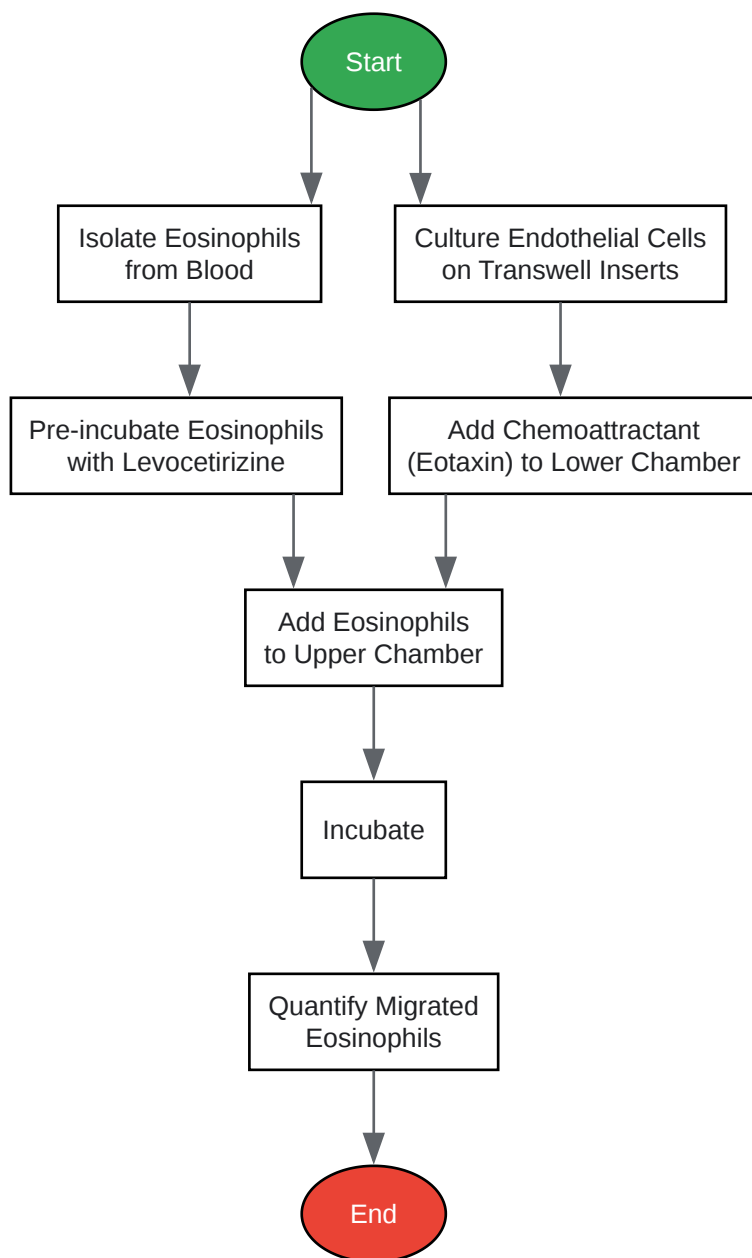 Start
Isolate Eosinophils
from Blood
Culture Endothelial Cells
on Transwell Inserts
Pre-incubate Eosinophils
with Levocetirizine
Add Chemoattractant
(Eotaxin) to Lower Chamber
Add Eosinophils
to Upper Chamber
Incubate
Quantify Migrated
Eosinophils
End